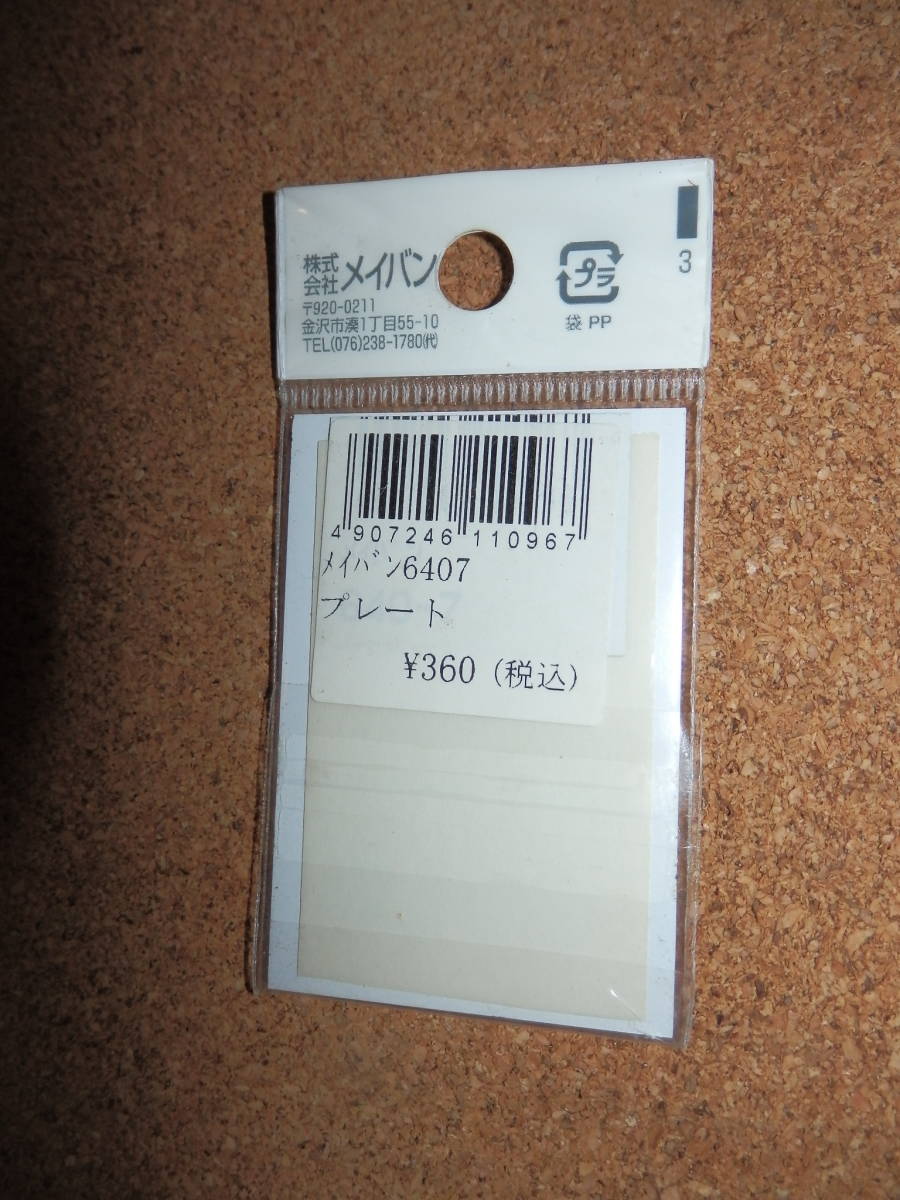 株式会社メイバン
〒920-0211
金沢市湊1丁目55-10
TEL(076)238-1780㈹
プラ
袋 PP
3
4 907246 110967
ﾒｲﾊﾞﾝ6407
プレート
¥360 (税込)